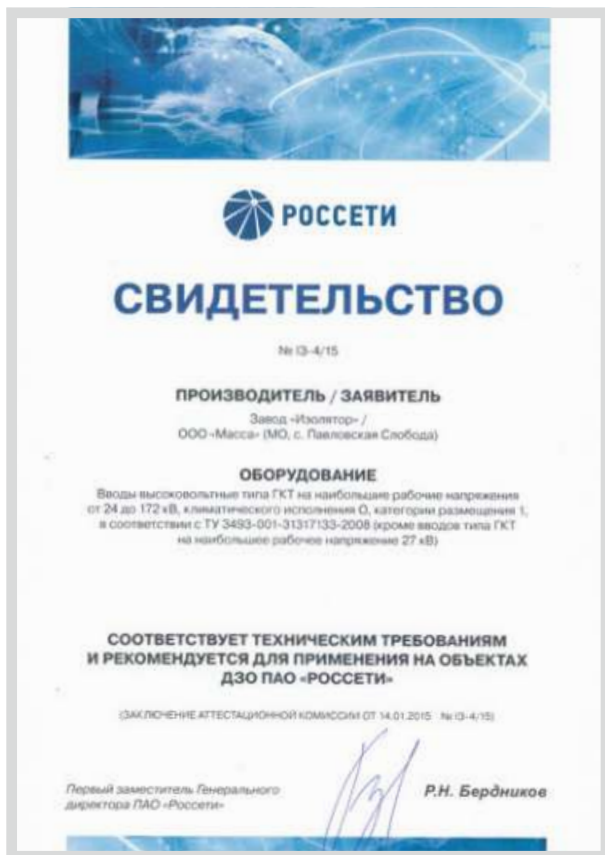 РОССЕТИ
СВИДЕТЕЛЬСТВО
№ IЗ-4/15
ПРОИЗВОДИТЕЛЬ / ЗАЯВИТЕЛЬ
Завод «Изолятор» /
ООО «Масса» (МО, с. Павловская Слобода)
ОБОРУДОВАНИЕ
Вводы высоковольтные типа ГКТ на наибольшие рабочие напряжения
от 24 до 172 кВ, климатического исполнения О, категории размещения 1,
в соответствии с ТУ 3493-001-31317133-2008 (кроме вводов типа ГКТ
на наибольшее рабочее напряжение 27 кВ)
СООТВЕТСТВУЕТ ТЕХНИЧЕСКИМ ТРЕБОВАНИЯМ
И РЕКОМЕНДУЕТСЯ ДЛЯ ПРИМЕНЕНИЯ НА ОБЪЕКТАХ
ДЗО ПАО «РОССЕТИ»
(ЗАКЛЮЧЕНИЕ АТТЕСТАЦИОННОЙ КОМИССИИ ОТ 14.01.2015 № IЗ-4/15)
Первый заместитель Генерального
директора ПАО «Россети»
Р.Н. Бердников